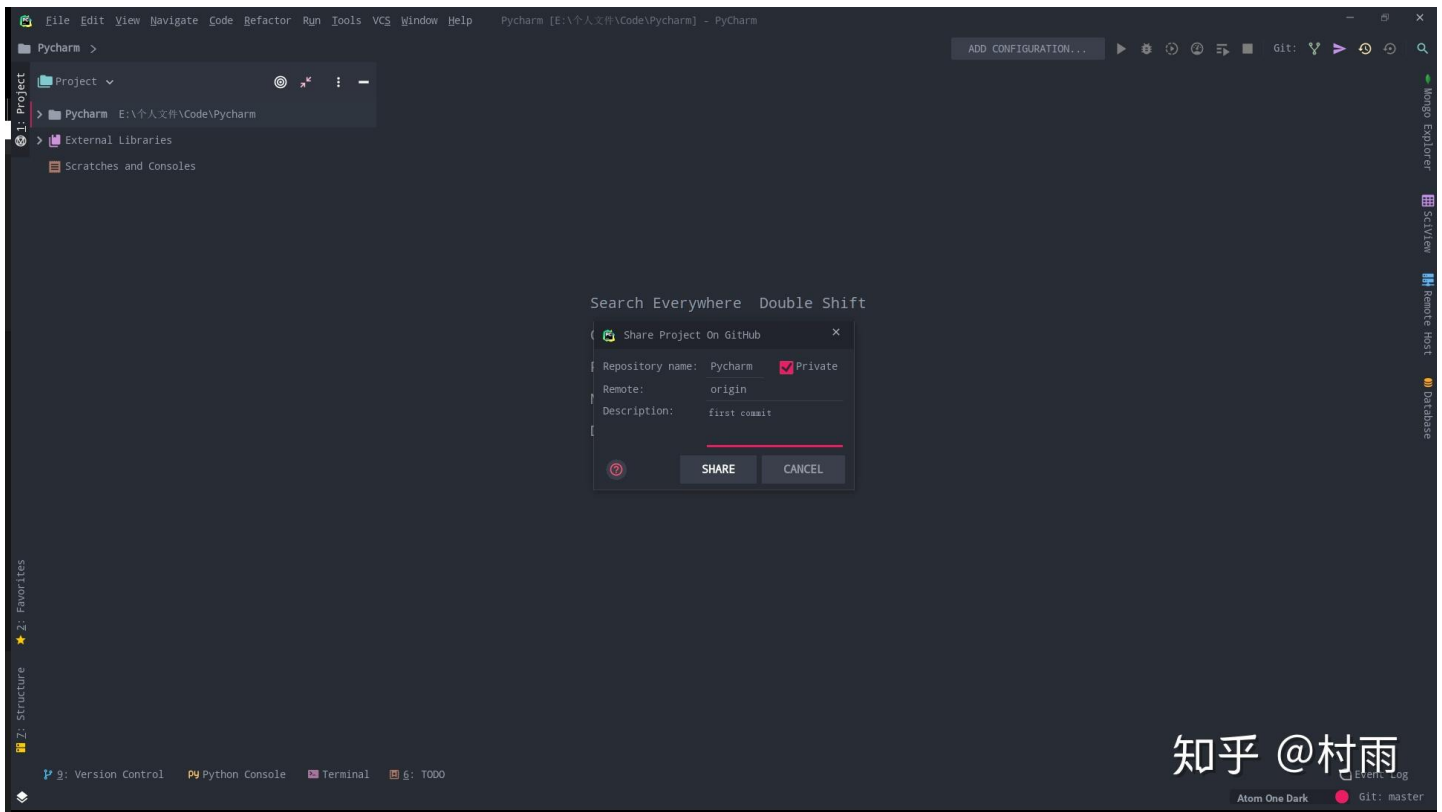 File Edit View Navigate Code Refactor Run Tools VCS Window Help Pycharm [E:\个人文件\Code\Pycharm] - PyCharm
Pycharm
ADD CONFIGURATION...
Git:
1: Project
Project
Pycharm E:\个人文件\Code\Pycharm
External Libraries
Scratches and Consoles
Mongo Explorer
SciView
Remote Host
Database
Search Everywhere Double Shift
Share Project On GitHub
Repository name: Pycharm Private
Remote: origin
Description: first commit
SHARE CANCEL
2: Favorites
7: Structure
知乎 @村雨
9: Version Control Python Console Terminal 6: TODO
Event Log
Atom One Dark Git: master